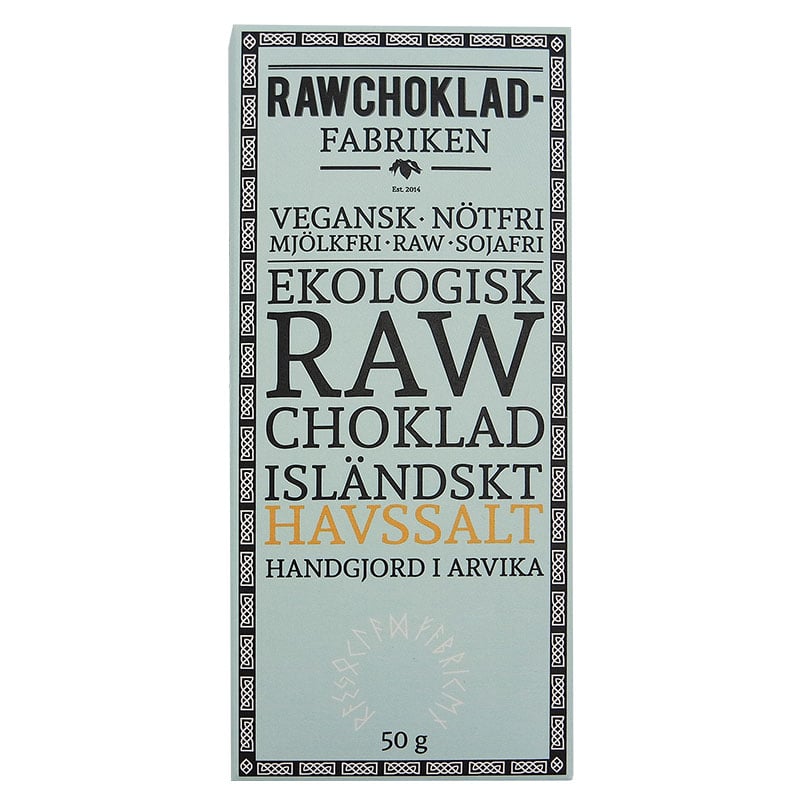 RAWCHOKLAD-
FABRIKEN
Est. 2014
VEGANSK · NÖTFRI
MJÖLKFRI · RAW · SOJAFRI
EKOLOGISK
RAW
CHOKLAD
ISLÄNDSKT
HAVSSALT
HANDGJORD I ARVIKA
50 g